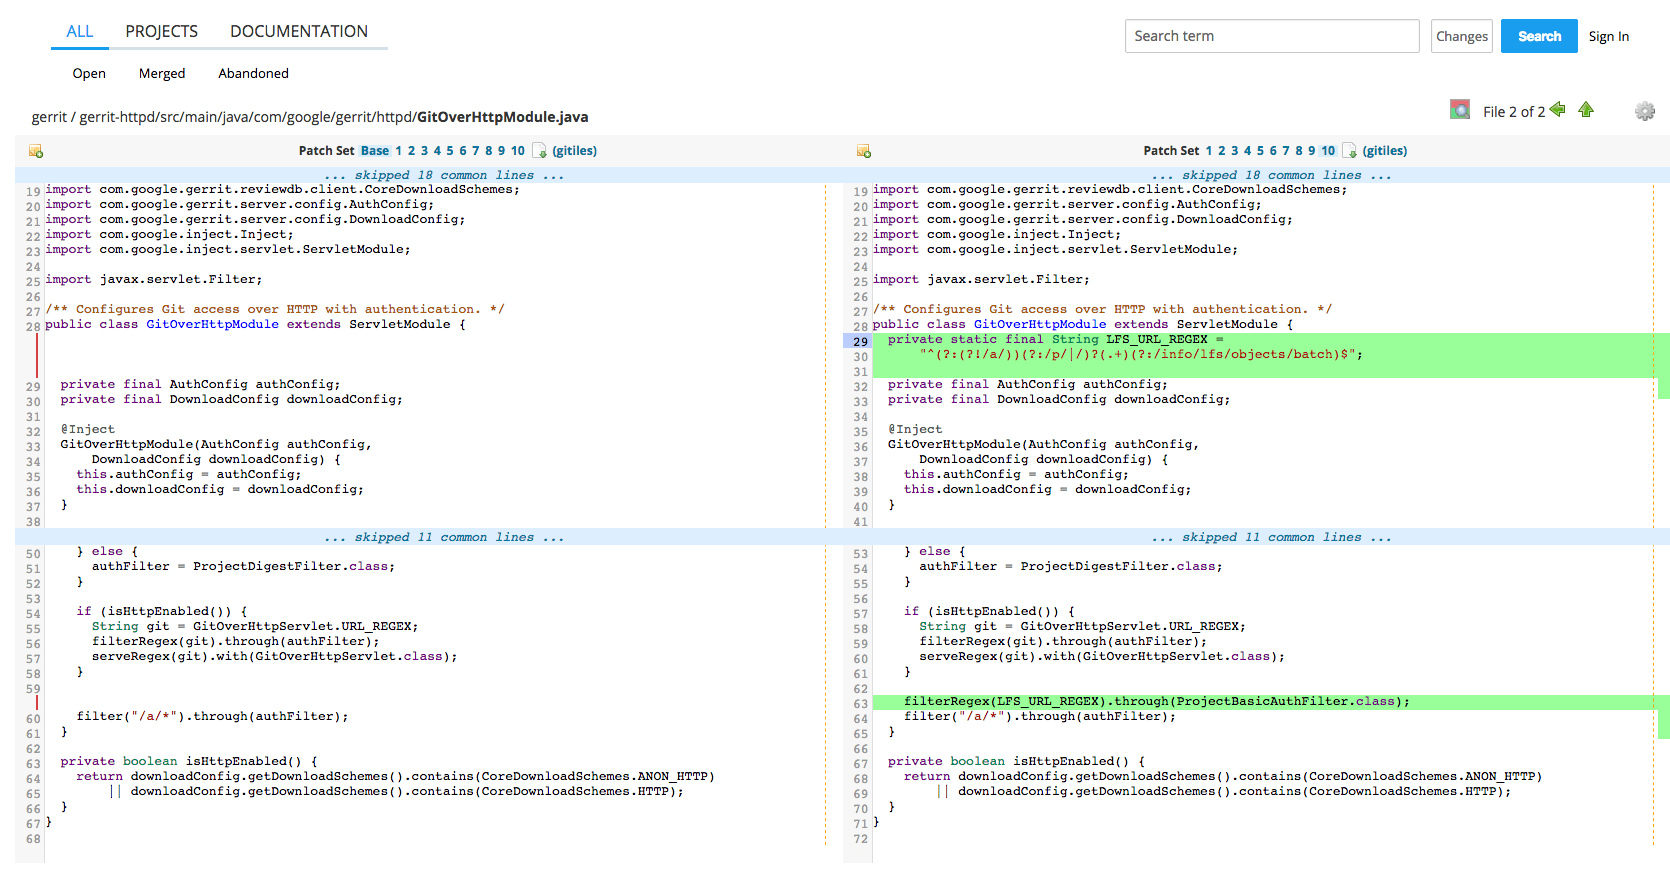 ALL PROJECTS DOCUMENTATION
Search term Changes Search Sign In
Open Merged Abandoned
gerrit / gerrit-httpd/src/main/java/com/google/gerrit/httpd/GitOverHttpModule.java
File 2 of 2
Patch Set Base 1 2 3 4 5 6 7 8 9 10 (gitiles)
... skipped 18 common lines ...
19 import com.google.gerrit.reviewdb.client.CoreDownloadSchemes;
20 import com.google.gerrit.server.config.AuthConfig;
21 import com.google.gerrit.server.config.DownloadConfig;
22 import com.google.inject.Inject;
23 import com.google.inject.servlet.ServletModule;
24
25 import javax.servlet.Filter;
26
27 /** Configures Git access over HTTP with authentication. */
28 public class GitOverHttpModule extends ServletModule {
29 private final AuthConfig authConfig;
30 private final DownloadConfig downloadConfig;
31
32 @Inject
33 GitOverHttpModule(AuthConfig authConfig,
34 DownloadConfig downloadConfig) {
35 this.authConfig = authConfig;
36 this.downloadConfig = downloadConfig;
37 }
38
... skipped 11 common lines ...
50 } else {
51 authFilter = ProjectDigestFilter.class;
52 }
53
54 if (isHttpEnabled()) {
55 String git = GitOverHttpServlet.URL_REGEX;
56 filterRegex(git).through(authFilter);
57 serveRegex(git).with(GitOverHttpServlet.class);
58 }
59
60 filter("/a/*").through(authFilter);
61 }
62
63 private boolean isHttpEnabled() {
64 return downloadConfig.getDownloadSchemes().contains(CoreDownloadSchemes.ANON_HTTP)
65 || downloadConfig.getDownloadSchemes().contains(CoreDownloadSchemes.HTTP);
66 }
67 }
68
Patch Set 1 2 3 4 5 6 7 8 9 10 (gitiles)
... skipped 18 common lines ...
19 import com.google.gerrit.reviewdb.client.CoreDownloadSchemes;
20 import com.google.gerrit.server.config.AuthConfig;
21 import com.google.gerrit.server.config.DownloadConfig;
22 import com.google.inject.Inject;
23 import com.google.inject.servlet.ServletModule;
24
25 import javax.servlet.Filter;
26
27 /** Configures Git access over HTTP with authentication. */
28 public class GitOverHttpModule extends ServletModule {
29 private static final String LFS_URL_REGEX =
30 "^(?:(?!/a/))(?:/p/|/)?(.+)(?:/info/lfs/objects/batch)$";
31
32 private final AuthConfig authConfig;
33 private final DownloadConfig downloadConfig;
34
35 @Inject
36 GitOverHttpModule(AuthConfig authConfig,
37 DownloadConfig downloadConfig) {
38 this.authConfig = authConfig;
39 this.downloadConfig = downloadConfig;
40 }
41
... skipped 11 common lines ...
53 } else {
54 authFilter = ProjectDigestFilter.class;
55 }
56
57 if (isHttpEnabled()) {
58 String git = GitOverHttpServlet.URL_REGEX;
59 filterRegex(git).through(authFilter);
60 serveRegex(git).with(GitOverHttpServlet.class);
61 }
62
63 filterRegex(LFS_URL_REGEX).through(ProjectBasicAuthFilter.class);
64 filter("/a/*").through(authFilter);
65 }
66
67 private boolean isHttpEnabled() {
68 return downloadConfig.getDownloadSchemes().contains(CoreDownloadSchemes.ANON_HTTP)
69 || downloadConfig.getDownloadSchemes().contains(CoreDownloadSchemes.HTTP);
70 }
71 }
72